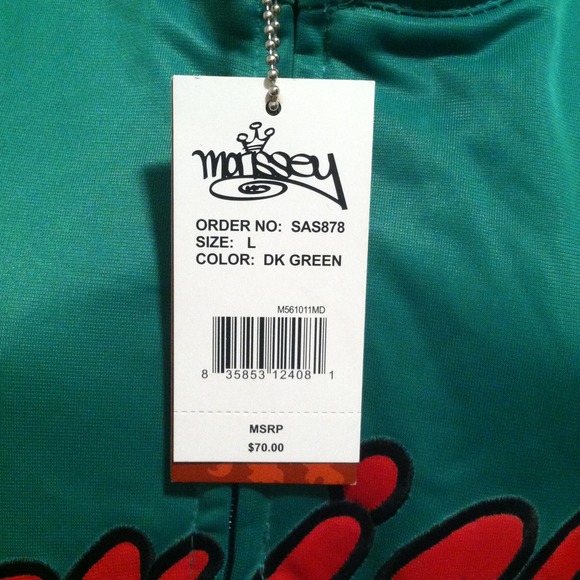 morissey
ORDER NO: SAS878
SIZE: L
COLOR: DK GREEN
M561011MD
8 35853 12408 1
MSRP
$70.00